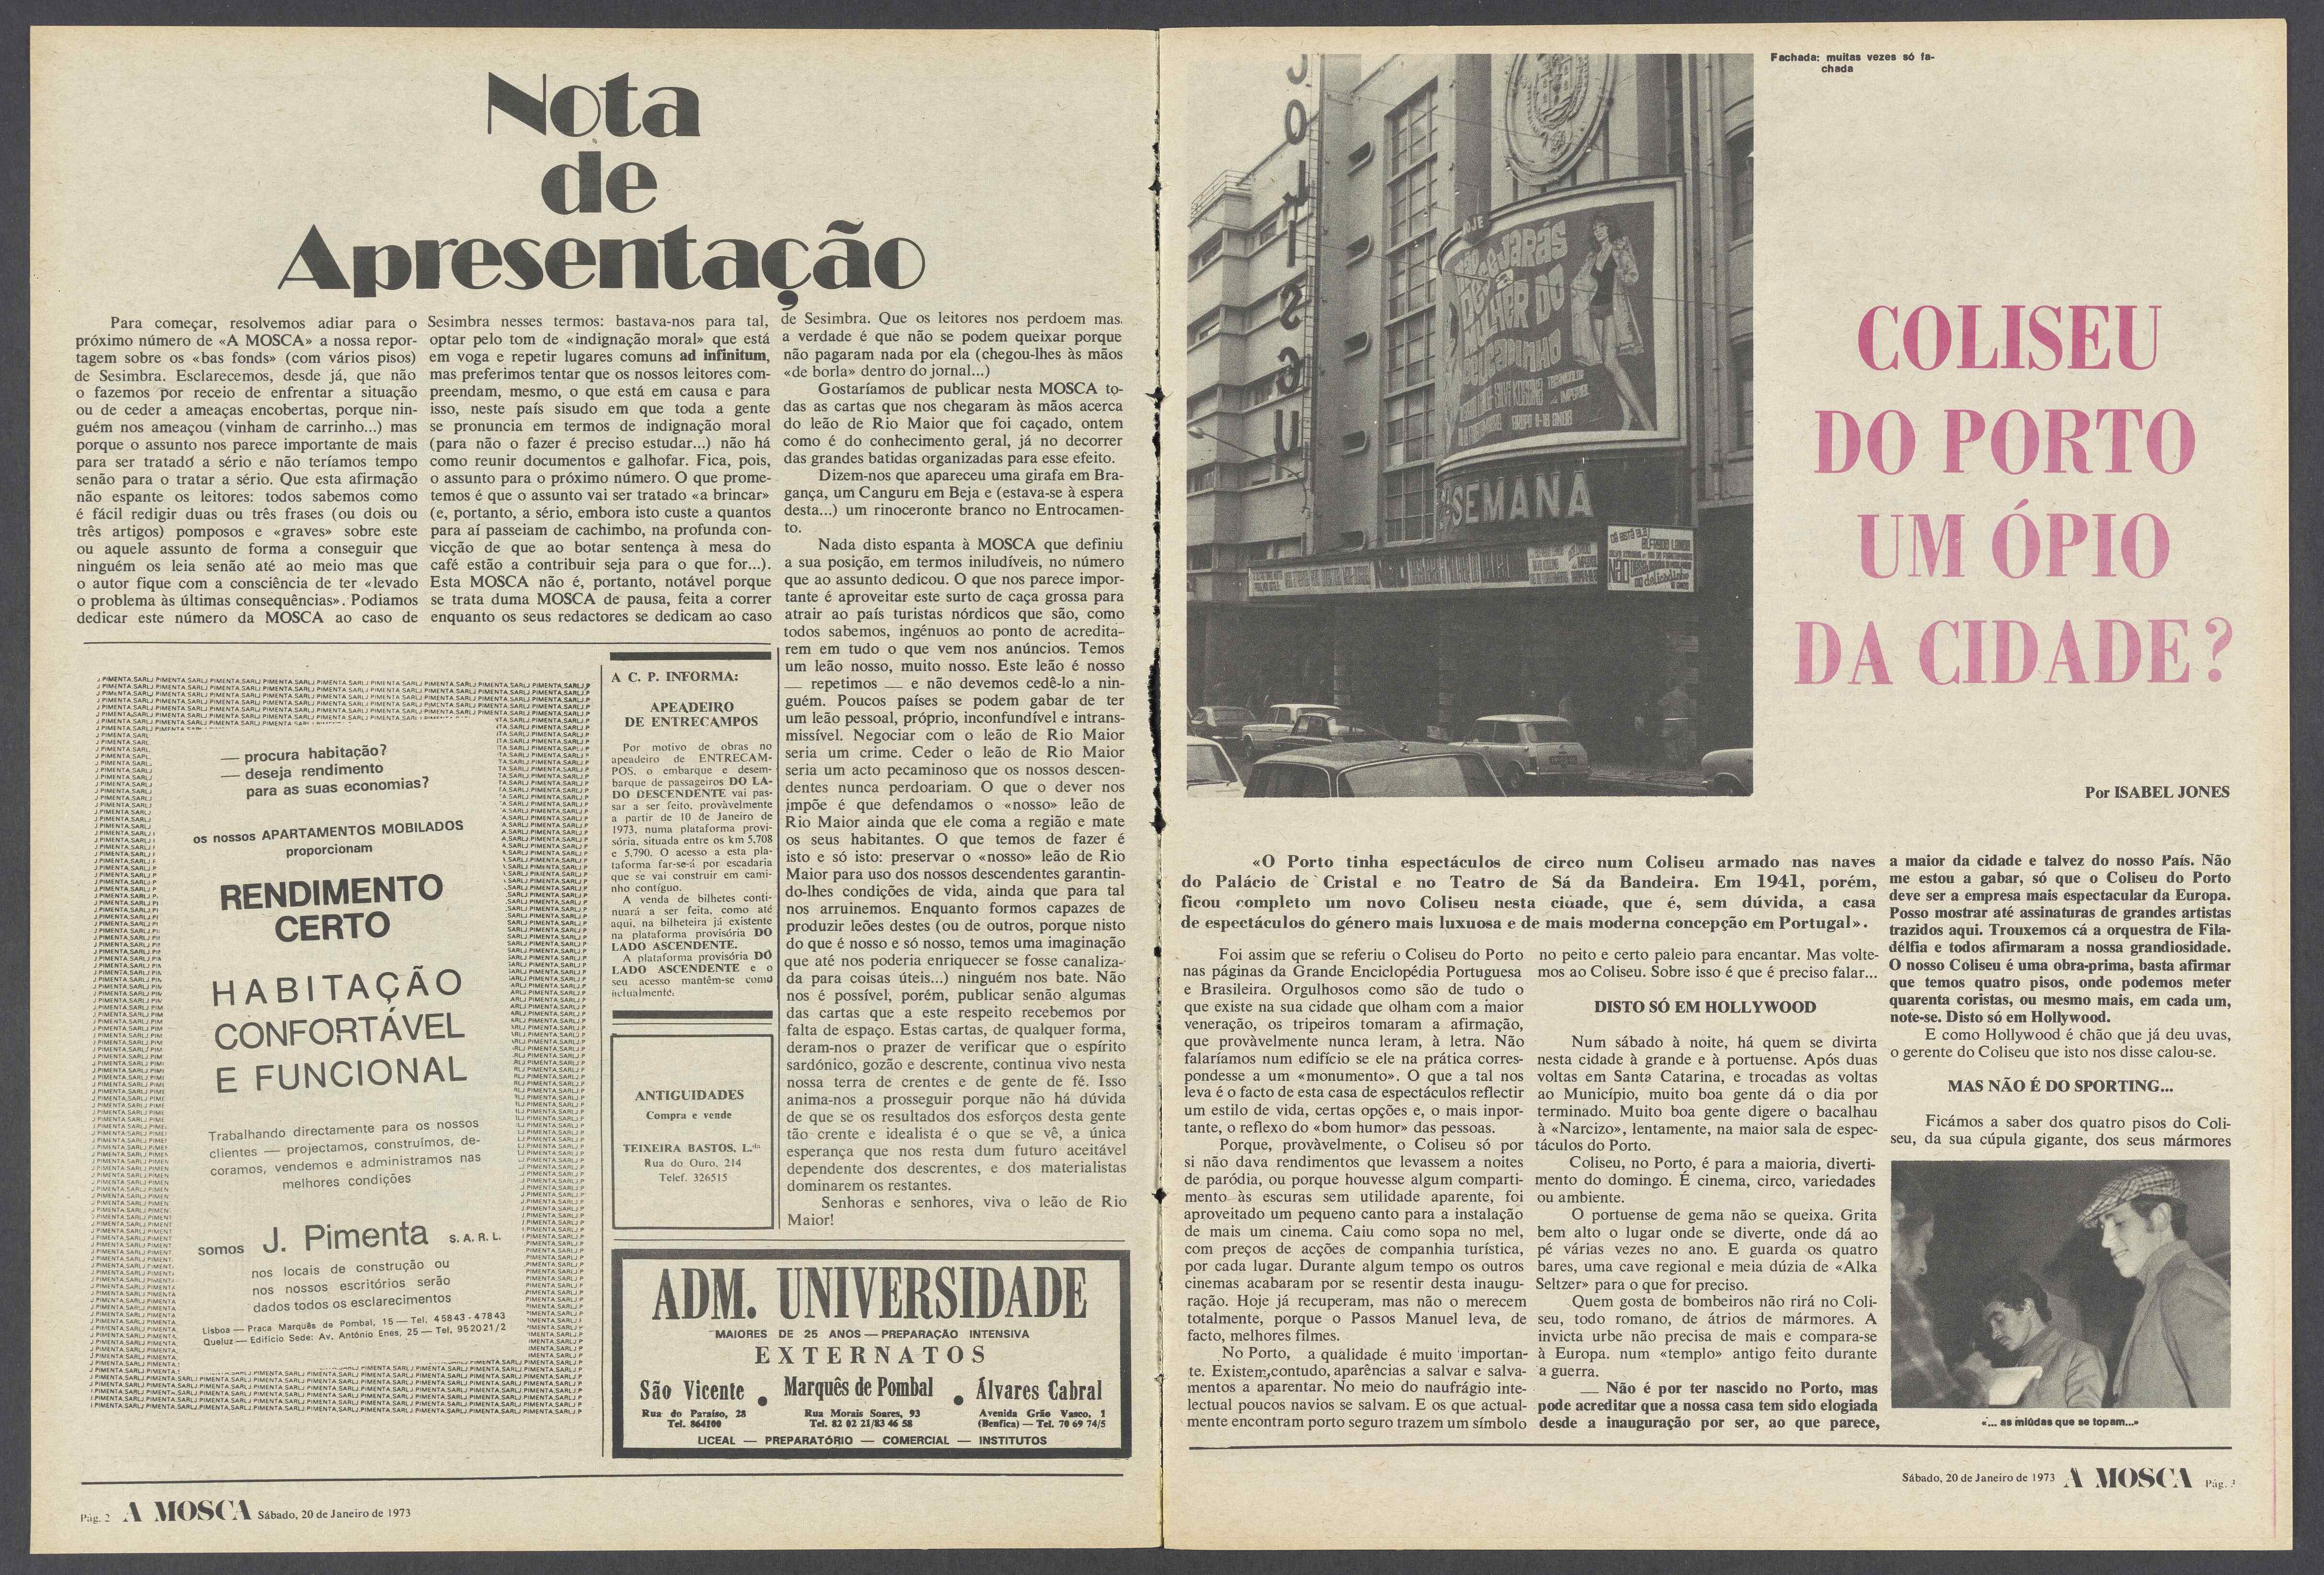 Nota
de
Apresentação
Para começar, resolvemos adiar para o
próximo número de «A MOSCA» a nossa repor-
tagem sobre os «bas fonds» (com vários pisos)
de Sesimbra. Esclarecemos, desde já, que não
o fazemos por receio de enfrentar a situação
ou de ceder a ameaças encobertas, porque nin-
guém nos ameaçou (vinham de carrinho...) mas
porque o assunto nos parece importante de mais
para ser tratado a sério e não teríamos tempo
senão para o tratar a sério. Que esta afirmação
não espante os leitores: todos sabemos como
é fácil redigir duas ou três frases (ou dois ou
três artigos) pomposos e «graves» sobre este
ou aquele assunto de forma a conseguir que
ninguém os leia senão até ao meio mas que
o autor fique com a consciência de ter «levado
o problema às últimas consequências». Podiamos
dedicar este número da MOSCA ao caso de
Sesimbra nesses termos: bastava-nos para tal,
optar pelo tom de «indignação moral» que está
em voga e repetir lugares comuns ad infinitum,
mas preferimos tentar que os nossos leitores com-
preendam, mesmo, o que está em causa e para
isso, neste país sisudo em que toda a gente
se pronuncia em termos de indignação moral
(para não o fazer é preciso estudar...) não há
como reunir documentos e galhofar. Fica, pois,
o assunto para o próximo número. O que prome-
temos é que o assunto vai ser tratado «a brincar»
(e, portanto, a sério, embora isto custe a quantos
para aí passeiam de cachimbo, na profunda con-
vicção de que ao botar sentença à mesa do
café estão a contribuir seja para o que for...).
Esta MOSCA não é, portanto, notável porque
se trata duma MOSCA de pausa, feita a correr
enquanto os seus redactores se dedicam ao caso
de Sesimbra. Que os leitores nos perdoem mas
a verdade é que não se podem queixar porque
não pagaram nada por ela (chegou-lhes às mãos
«de borla» dentro do jornal...)
Gostaríamos de publicar nesta MOSCA to-
das as cartas que nos chegaram às mãos acerca
do leão de Rio Maior que foi caçado, ontem
como é do conhecimento geral, já no decorrer
das grandes batidas organizadas para esse efeito.
Dizem-nos que apareceu uma girafa em Bra-
gança, um Canguru em Beja e (estava-se à espera
desta...) um rinoceronte branco no Entrocamen-
to.
Nada disto espanta à MOSCA que definiu
a sua posição, em termos iniludíveis, no número
que ao assunto dedicou. O que nos parece impor-
tante é aproveitar este surto de caça grossa para
atrair ao país turistas nórdicos que são, como
todos sabemos, ingénuos ao ponto de acredita-
rem em tudo o que vem nos anúncios. Temos
um leão nosso, muito nosso. Este leão é nosso
— repetimos — e não devemos cedê-lo a nin-
guém. Poucos países se podem gabar de ter
um leão pessoal, próprio, inconfundível e intrans-
missível. Negociar com o leão de Rio Maior
seria um crime. Ceder o leão de Rio Maior
seria um acto pecaminoso que os nossos descen-
dentes nunca perdoariam. O que o dever nos
impõe é que defendamos o «nosso» leão de
Rio Maior ainda que ele coma a região e mate
os seus habitantes. O que temos de fazer é
isto e só isto: preservar o «nosso» leão de Rio
Maior para uso dos nossos descendentes garantin-
do-lhes condições de vida, ainda que para tal
nos arruinemos. Enquanto formos capazes de
produzir leões destes (ou de outros, porque nisto
do que é nosso e só nosso, temos uma imaginação
que até nos poderia enriquecer se fosse canaliza-
da para coisas úteis...) ninguém nos bate. Não
nos é possível, porém, publicar senão algumas
das cartas que a este respeito recebemos por
falta de espaço. Estas cartas, de qualquer forma,
deram-nos o prazer de verificar que o espírito
sardónico, gozão e descrente, continua vivo nesta
nossa terra de crentes e de gente de fé. Isso
anima-nos a prosseguir porque não há dúvida
de que se os resultados dos esforços desta gente
tão crente e idealista é o que se vê, a única
esperança que nos resta dum futuro aceitável
dependente dos descrentes, e dos materialistas
dominarem os restantes.
Senhoras e senhores, viva o leão de Rio
Maior!
J.PIMENTA,SARL
— procura habitação?
— deseja rendimento
para as suas economias?
os nossos APARTAMENTOS MOBILADOS
proporcionam
RENDIMENTO
CERTO
HABITAÇÃO
CONFORTÁVEL
E FUNCIONAL
Trabalhando directamente para os nossos
clientes — projectamos, construímos, de-
coramos, vendemos e administramos nas
melhores condições
somos J. Pimenta S. A. R. L.
nos locais de construção ou
nos nossos escritórios serão
dados todos os esclarecimentos
Lisboa — Praca Marquês de Pombal, 15 — Tel. 45843 - 47843
Queluz — Edifício Sede: Av. António Enes, 25 — Tel. 952021/2
A C. P. INFORMA:
APEADEIRO
DE ENTRECAMPOS
Por motivo de obras no
apeadeiro de ENTRECAM-
POS, o embarque e desem-
barque de passageiros DO LA-
DO DESCENDENTE vai pas-
sar a ser feito, provàvelmente
a partir de 10 de Janeiro de
1973, numa plataforma provi-
sória, situada entre os km 5,708
e 5,790. O acesso a esta pla-
taforma far-se-á por escadaria
que se vai construir em cami-
nho contíguo.
A venda de bilhetes conti-
nuará a ser feita, como até
aqui, na bilheteira já existente
na plataforma provisória DO
LADO ASCENDENTE.
A plataforma provisória DO
LADO ASCENDENTE e o
seu acesso mantêm-se como
actualmente.
ANTIGUIDADES
Compra e vende
TEIXEIRA BASTOS, L.da
Rua do Ouro, 214
Telef. 326515
ADM. UNIVERSIDADE
MAIORES DE 25 ANOS — PREPARAÇÃO INTENSIVA
EXTERNATOS
São Vicente • Marquês de Pombal • Álvares Cabral
Rua do Paraíso, 28
Tel. 864100
Rua Morais Soares, 93
Tel. 82 02 21/83 46 58
Avenida Grão Vasco, 1
(Benfica) — Tel. 70 69 74/5
LICEAL — PREPARATÓRIO — COMERCIAL — INSTITUTOS
Pág. 2 A MOSCA Sábado, 20 de Janeiro de 1973
COLISEU
HOJE
NÃO
DESEJARÁS
A
MULHER DO
DELICADINHO
SEMANA
ALFREDO LANDA
Fachada: muitas vezes só fa-
chada
COLISEU
DO PORTO
UM ÓPIO
DA CIDADE?
Por ISABEL JONES
«O Porto tinha espectáculos de circo num Coliseu armado nas naves
do Palácio de Cristal e no Teatro de Sá da Bandeira. Em 1941, porém,
ficou completo um novo Coliseu nesta cidade, que é, sem dúvida, a casa
de espectáculos do género mais luxuosa e de mais moderna concepção em Portugal».
Foi assim que se referiu o Coliseu do Porto
nas páginas da Grande Enciclopédia Portuguesa
e Brasileira. Orgulhosos como são de tudo o
que existe na sua cidade que olham com a maior
veneração, os tripeiros tomaram a afirmação,
que provàvelmente nunca leram, à letra. Não
falaríamos num edifício se ele na prática corres-
pondesse a um «monumento». O que a tal nos
leva é o facto de esta casa de espectáculos reflectir
um estilo de vida, certas opções e, o mais inpor-
tante, o reflexo do «bom humor» das pessoas.
Porque, provàvelmente, o Coliseu só por
si não dava rendimentos que levassem a noites
de paródia, ou porque houvesse algum comparti-
mento às escuras sem utilidade aparente, foi
aproveitado um pequeno canto para a instalação
de mais um cinema. Caiu como sopa no mel,
com preços de acções de companhia turística,
por cada lugar. Durante algum tempo os outros
cinemas acabaram por se resentir desta inaugu-
ração. Hoje já recuperam, mas não o merecem
totalmente, porque o Passos Manuel leva, de
facto, melhores filmes.
No Porto, a qualidade é muito importan-
te. Existem,contudo, aparências a salvar e salva-
mentos a aparentar. No meio do naufrágio inte-
lectual poucos navios se salvam. E os que actual-
mente encontram porto seguro trazem um símbolo
no peito e certo paleio para encantar. Mas volte-
mos ao Coliseu. Sobre isso é que é preciso falar...
DISTO SÓ EM HOLLYWOOD
Num sábado à noite, há quem se divirta
nesta cidade à grande e à portuense. Após duas
voltas em Santa Catarina, e trocadas as voltas
ao Município, muito boa gente dá o dia por
terminado. Muito boa gente digere o bacalhau
à «Narcizo», lentamente, na maior sala de espec-
táculos do Porto.
Coliseu, no Porto, é para a maioria, diverti-
mento do domingo. É cinema, circo, variedades
ou ambiente.
O portuense de gema não se queixa. Grita
bem alto o lugar onde se diverte, onde dá ao
pé várias vezes no ano. E guarda os quatro
bares, uma cave regional e meia dúzia de «Alka
Seltzer» para o que for preciso.
Quem gosta de bombeiros não rirá no Coli-
seu, todo romano, de átrios de mármores. A
invicta urbe não precisa de mais e compara-se
à Europa. num «templo» antigo feito durante
a guerra.
— Não é por ter nascido no Porto, mas
pode acreditar que a nossa casa tem sido elogiada
desde a inauguração por ser, ao que parece,
a maior da cidade e talvez do nosso País. Não
me estou a gabar, só que o Coliseu do Porto
deve ser a empresa mais espectacular da Europa.
Posso mostrar até assinaturas de grandes artistas
trazidos aqui. Trouxemos cá a orquestra de Fila-
délfia e todos afirmaram a nossa grandiosidade.
O nosso Coliseu é uma obra-prima, basta afirmar
que temos quatro pisos, onde podemos meter
quarenta coristas, ou mesmo mais, em cada um,
note-se. Disto só em Hollywood.
E como Hollywood é chão que já deu uvas,
o gerente do Coliseu que isto nos disse calou-se.
MAS NÃO É DO SPORTING...
Ficámos a saber dos quatro pisos do Coli-
seu, da sua cúpula gigante, dos seus mármores
«... as miúdas que se topam...»
Sábado, 20 de Janeiro de 1973 A MOSCA Pág. 3